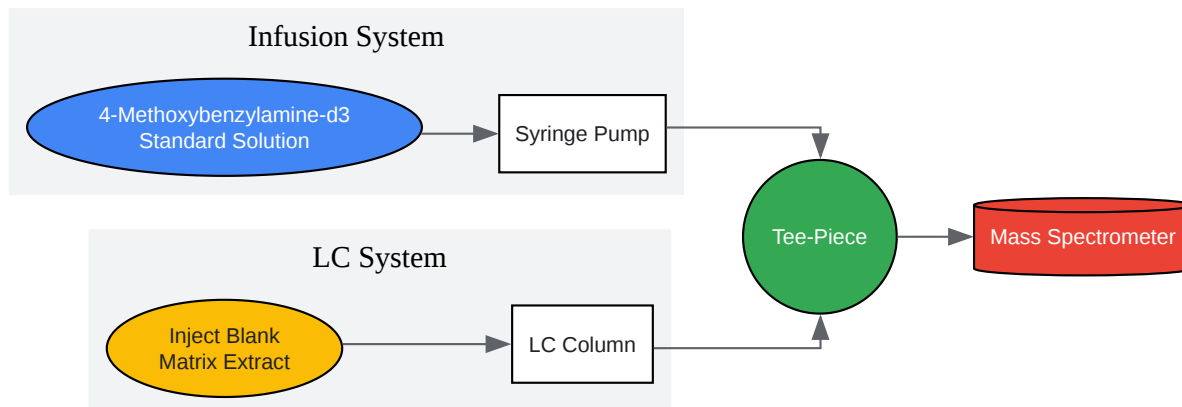 Infusion System
4-Methoxybenzylamine-d3
Standard Solution
Syringe Pump
Tee-Piece
Mass Spectrometer
LC System
Inject Blank
Matrix Extract
LC Column